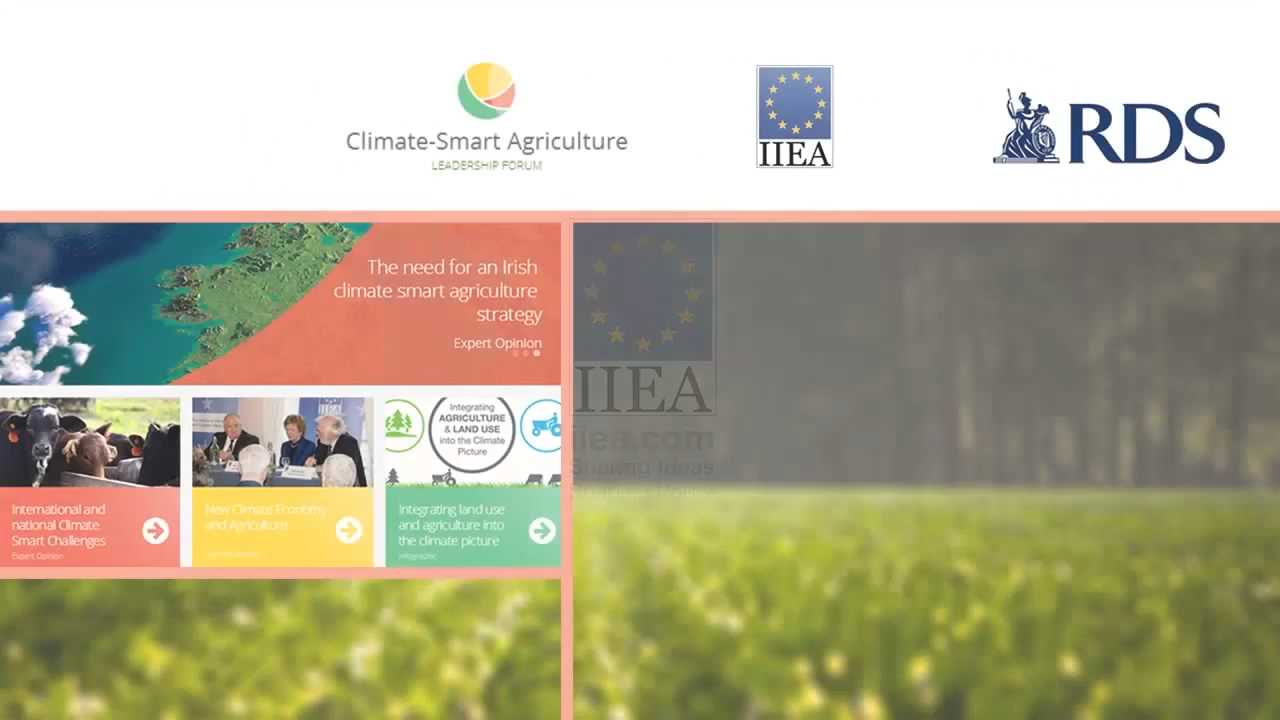 Climate-Smart Agriculture
LEADERSHIP FORUM
IIEA
RDS
The need for an Irish
climate smart agriculture
strategy
Expert Opinion
International and
national Climate
Smart Challenges
Expert Opinion
New Climate Economy
and Agriculture
Integrating
AGRICULTURE
& LAND USE
into the Climate
Picture
Integrating land use
and agriculture into
the climate picture
Infographic
IIEA
iiea.com
Sharing Ideas